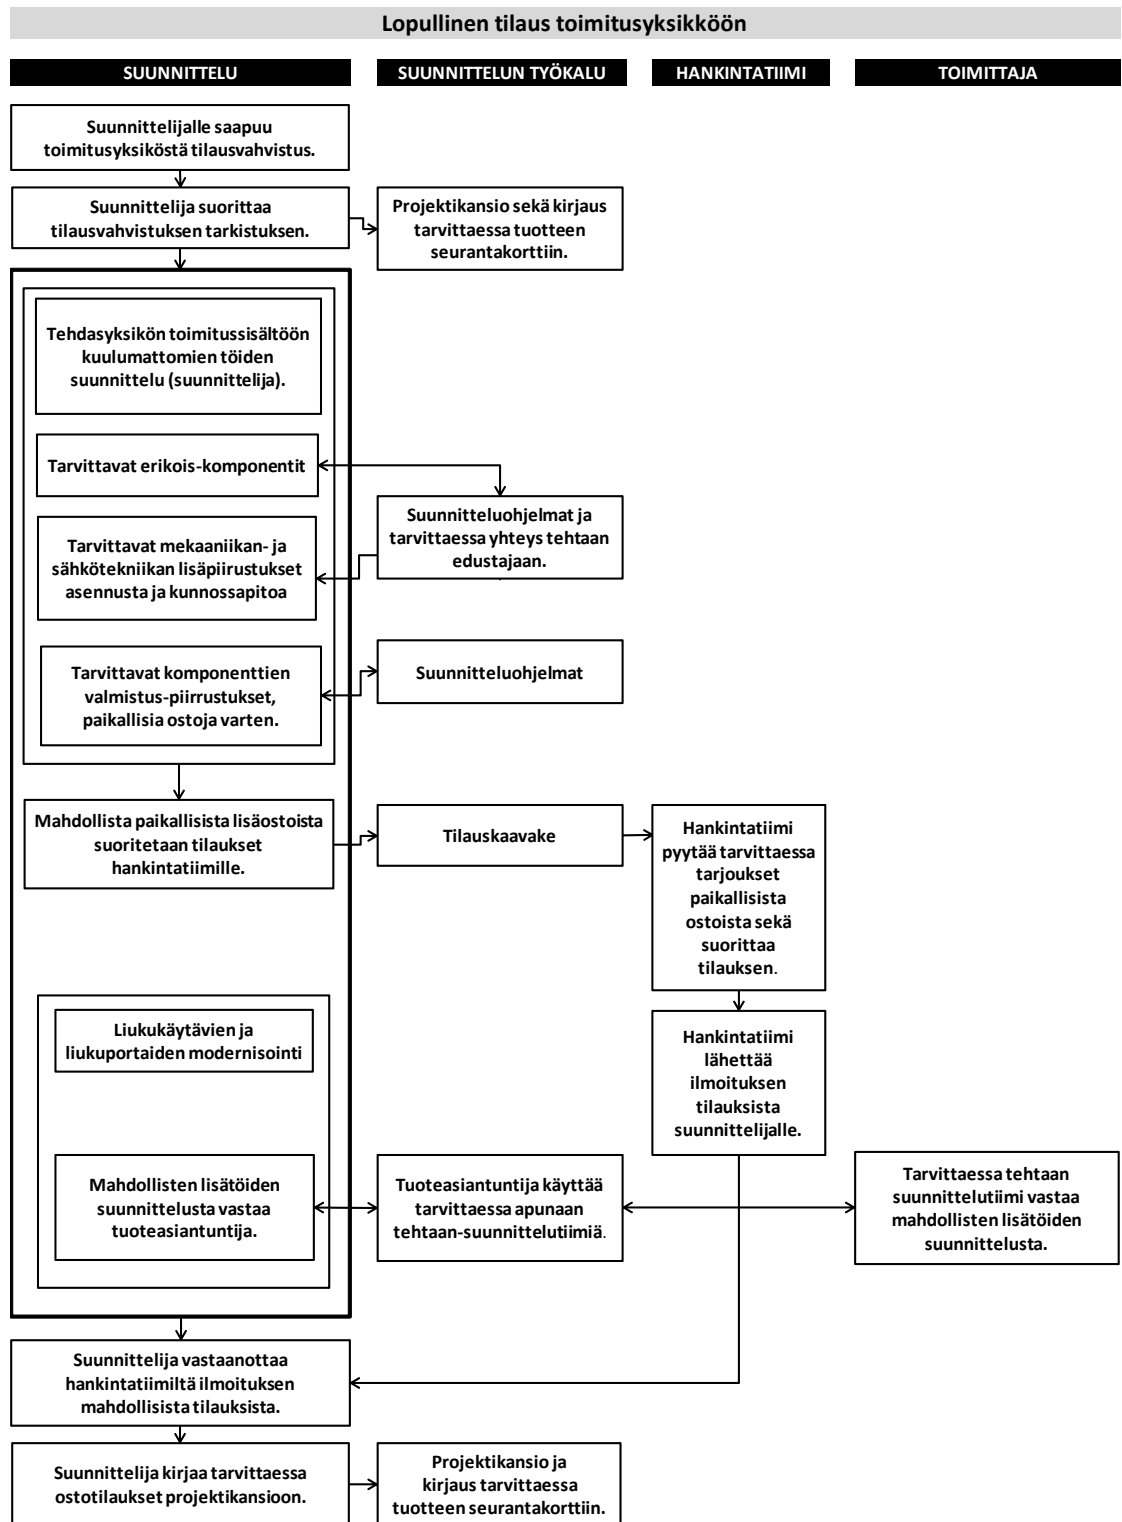 Lopullinen tilaus toimitusyksikköön
SUUNNITTELU
SUUNNITTELUN TYÖKALU
HANKINTATIIMI
TOIMITTAJA
Suunnittelijalle saapuu
toimitusyksiköstä tilausvahvistus.
Suunnittelija suorittaa
tilausvahvistuksen tarkistuksen.
Projektikansio sekä kirjaus
tarvittaessa tuotteen
seurantakorttiin.
Tehdasyksikön toimitussisältöön
kuulumattomien töiden
suunnittelu (suunnittelija).
Tarvittavat erikois-komponentit
Suunnitteluohjelmat ja
tarvittaessa yhteys tehtaan
edustajaan.
Tarvittavat mekaaniikan- ja
sähkötekniikan lisäpiirustukset
asennusta ja kunnossapitoa
Tarvittavat komponenttien
valmistus-piirrustukset,
paikallisia ostoja varten.
Suunnitteluohjelmat
Mahdollista paikallisista lisäostoista
suoritetaan tilaukset
hankintatiimille.
Tilauskaavake
Hankintatiimi
pyytää tarvittaessa
tarjoukset
paikallisista
ostoista sekä
suorittaa
tilauksen.
Liukukäytävien ja
liukuportaiden modernisointi
Hankintatiimi
lähettää
ilmoituksen
tilauksista
suunnittelijalle.
Mahdollisten lisätöiden
suunnittelusta vastaa
tuoteasiantuntija.
Tuoteasiantuntija käyttää
tarvittaessa apunaan
tehtaan-suunnittelutiimiä.
Tarvittaessa tehtaan
suunnittelutiimi vastaa
mahdollisten lisätöiden
suunnittelusta.
Suunnittelija vastaanottaa
hankintatiimiltä ilmoituksen
mahdollisista tilauksista.
Suunnittelija kirjaa tarvittaessa
ostotilaukset projektikansioon.
Projektikansio ja
kirjaus tarvittaessa
tuotteen seurantakorttiin.